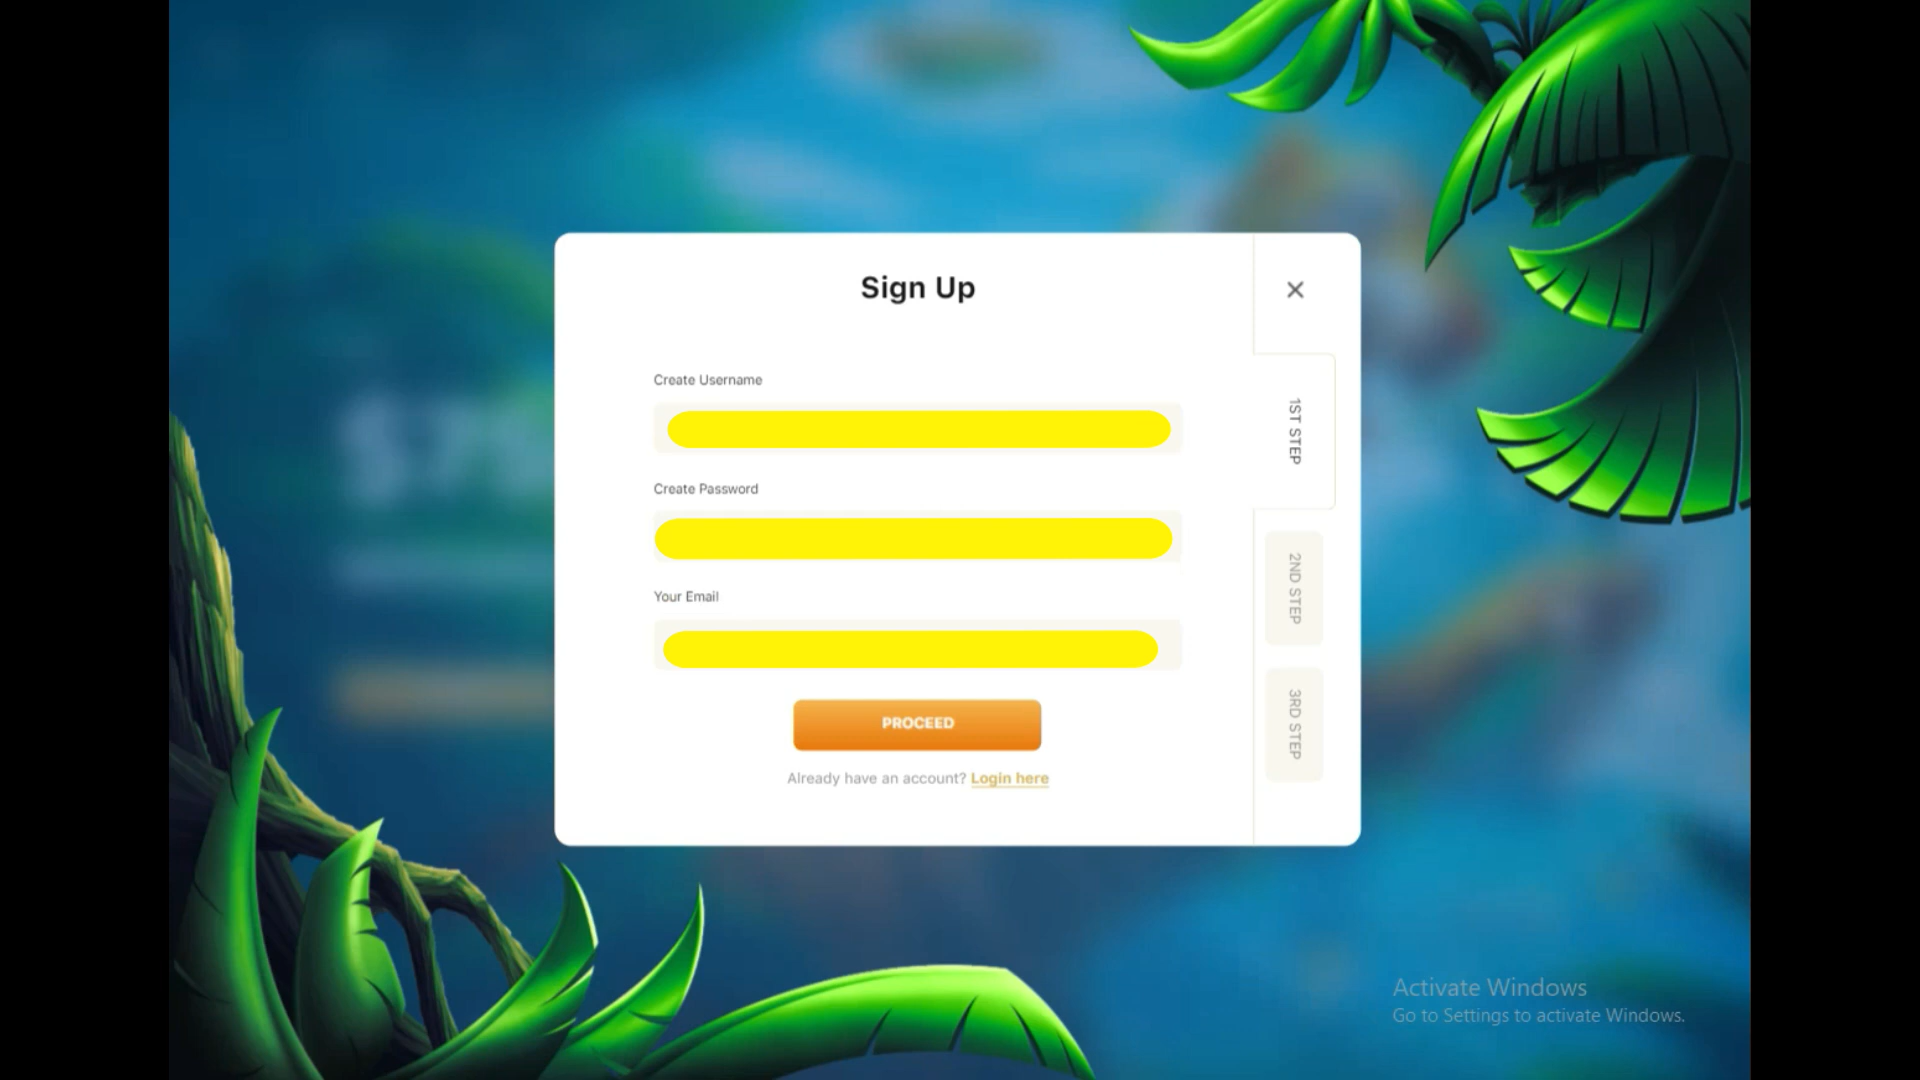 Sign Up
Create Username
Create Password
Your Email
PROCEED
Already have an account? Login here
1ST STEP
2ND STEP
3RD STEP
Activate Windows
Go to Settings to activate Windows.